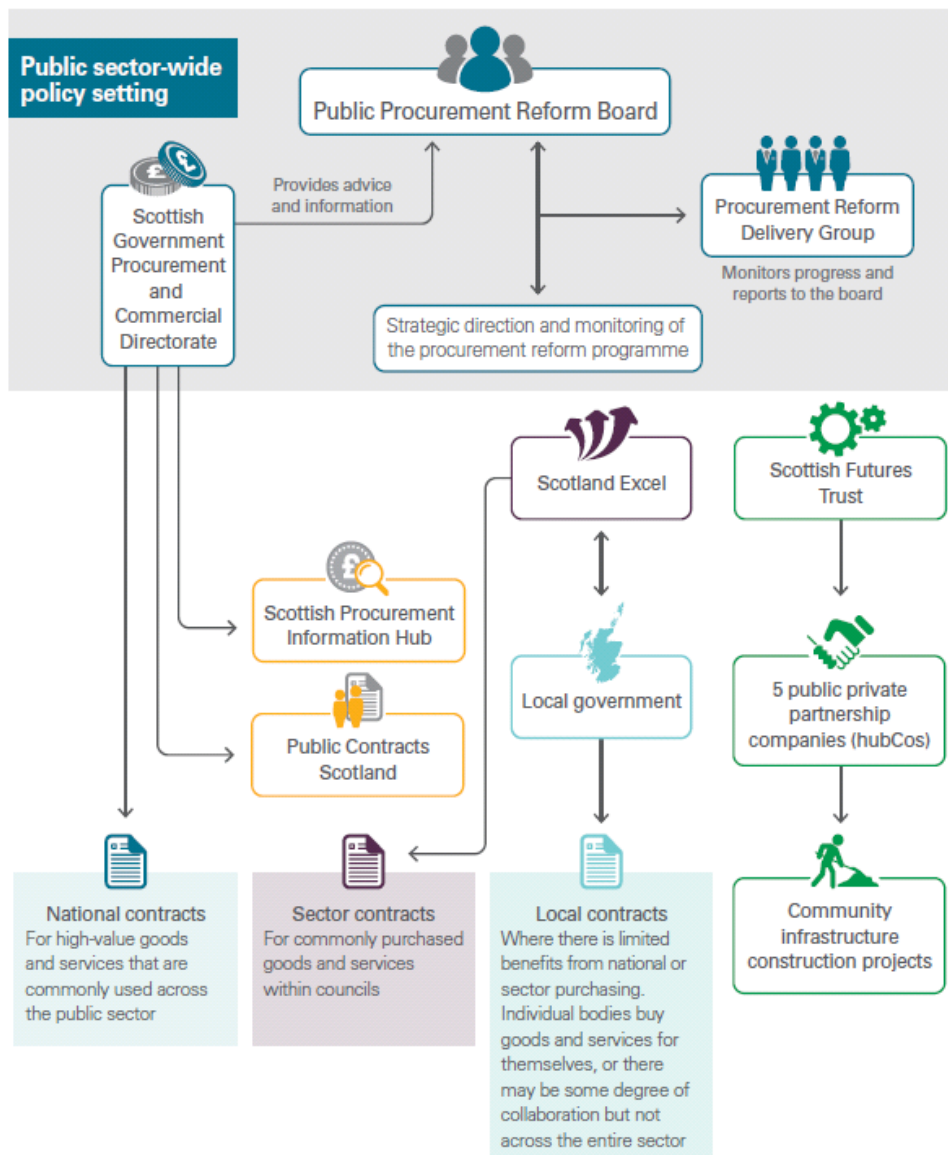 Public sector-wide
policy setting
Public Procurement Reform Board
Provides advice
and information
Scottish
Government
Procurement
and
Commercial
Directorate
Procurement Reform
Delivery Group
Monitors progress and
reports to the board
Strategic direction and monitoring of
the procurement reform programme
Scotland Excel
Scottish Futures
Trust
£
Scottish Procurement
Information Hub
Local government
5 public private
partnership
companies (hubCos)
Public Contracts
Scotland
National contracts
For high-value goods
and services that are
commonly used across
the public sector
Sector contracts
For commonly purchased
goods and services
within councils
Local contracts
Where there is limited
benefits from national or
sector purchasing.
Individual bodies buy
goods and services for
themselves, or there
may be some degree of
collaboration but not
across the entire sector
Community
infrastructure
construction projects